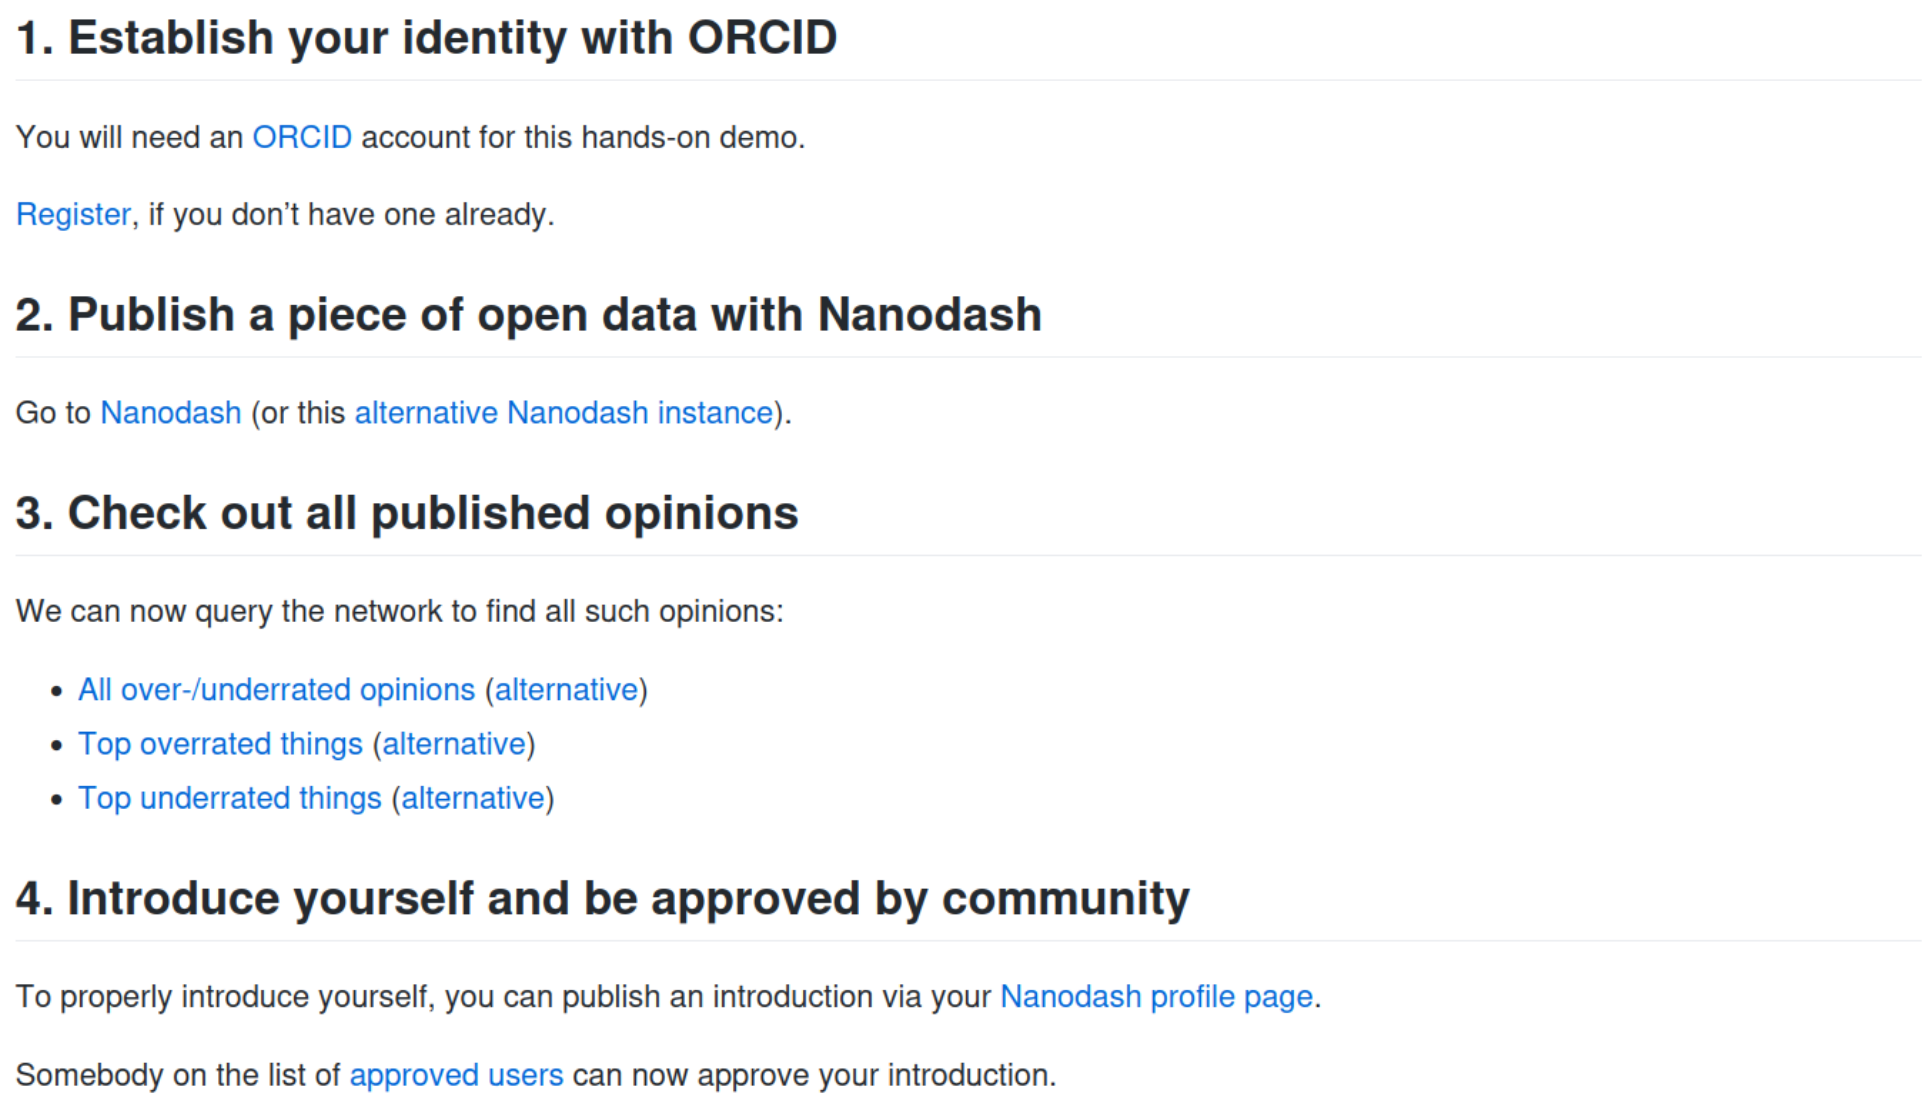 1. Establish your identity with ORCID
You will need an ORCID account for this hands-on demo.
Register, if you don’t have one already.
2. Publish a piece of open data with Nanodash
Go to Nanodash (or this alternative Nanodash instance).
3. Check out all published opinions
We can now query the network to find all such opinions:
• All over-/underrated opinions (alternative)
• Top overrated things (alternative)
• Top underrated things (alternative)
4. Introduce yourself and be approved by community
To properly introduce yourself, you can publish an introduction via your Nanodash profile page.
Somebody on the list of approved users can now approve your introduction.